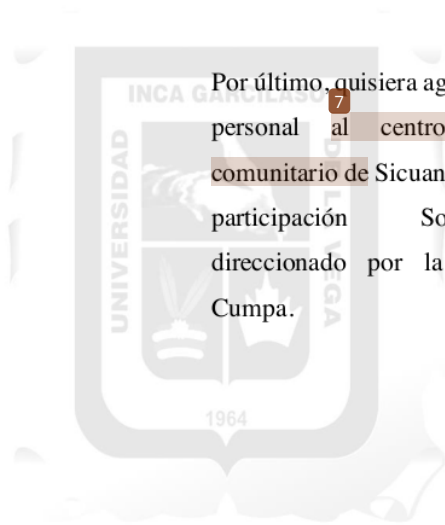 INCA GARCILASO
UNIVERSIDAD
DE LA VEGA
1964
Por último, quisiera
7
personal al centro
comunitario de Sicuan
participación So
direccionado por la
Cumpa.